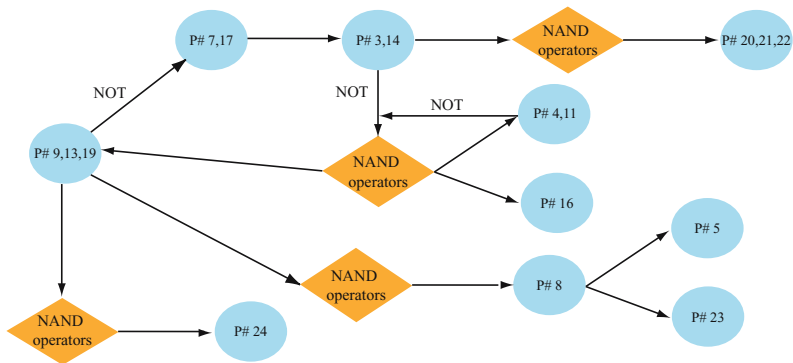 P# 7,17
P# 3,14
NAND
operators
P# 20,21,22
NOT
NOT
NOT
P# 4,11
P# 9,13,19
NAND
operators
P# 16
P# 5
NAND
operators
P# 8
P# 23
NAND
operators
P# 24